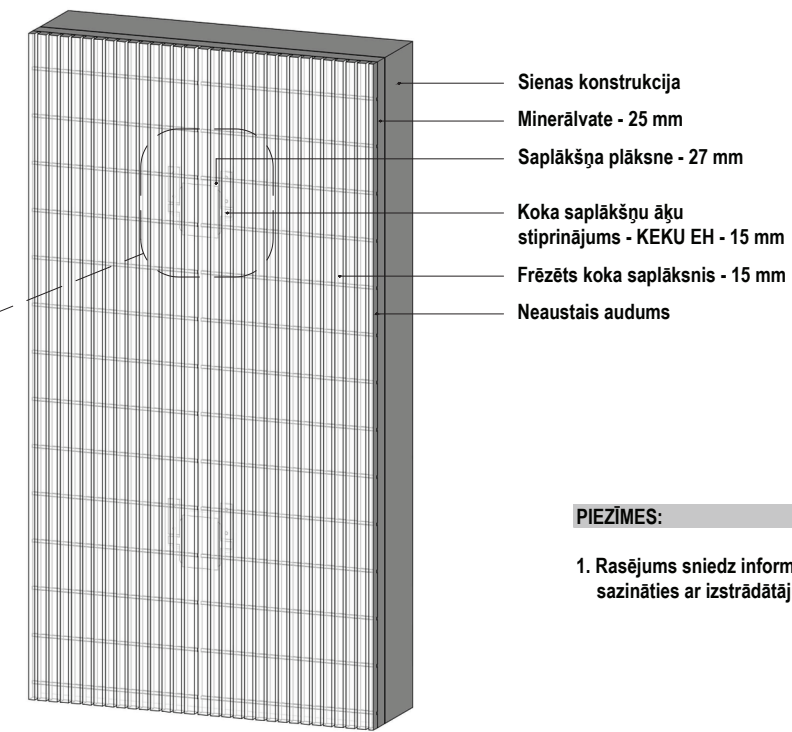 Sienas konstrukcija
Minerālvate - 25 mm
Saplākšņa plāksne - 27 mm
Koka saplākšņu āķu
stiprinājums - KEKU EH - 15 mm
Frēzēts koka saplāksnis - 15 mm
Neaustais audums
PIEZĪMES:
1. Rasējums sniedz inform
sazināties ar izstrādātāj